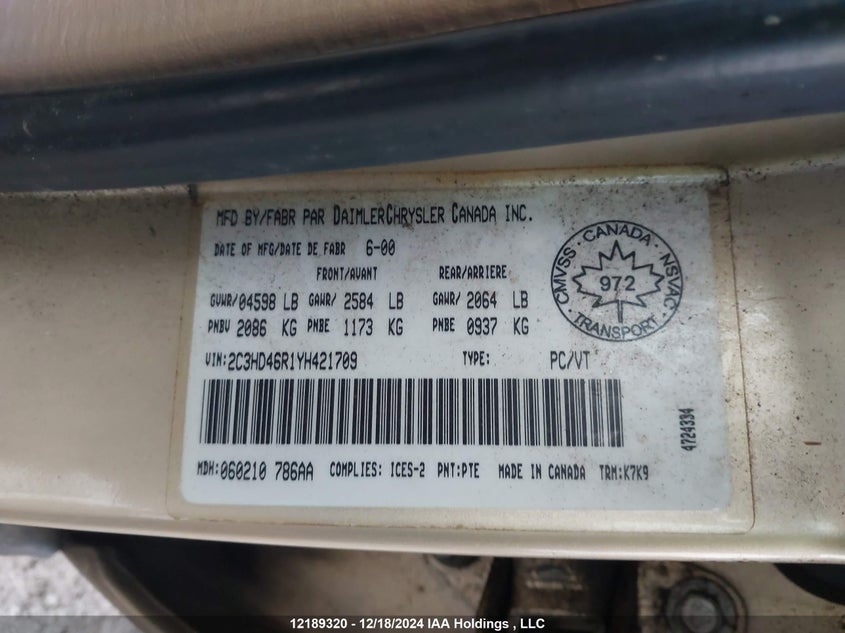 MFD BY/FABR PAR DAIMLERCHRYSLER CANADA INC.
DATE OF MFG/DATE DE FABR 6-00
FRONT/AVANT REAR/ARRIERE
GVWR/04598 LB GAWR/ 2584 LB GAWR/ 2064 LB
PNBV 2086 KG PNBE 1173 KG PNBE 0937 KG
VIN:2C3HD46R1YH421709 TYPE: PC/VT
CMVSS · CANADA · NSVAC
972
· TRANSPORT ·
4724334
MDH:060210 786AA COMPLIES: ICES-2 PNT:PTE MADE IN CANADA TRM:K7K9
12189320 - 12/18/2024 IAA Holdings , LLC